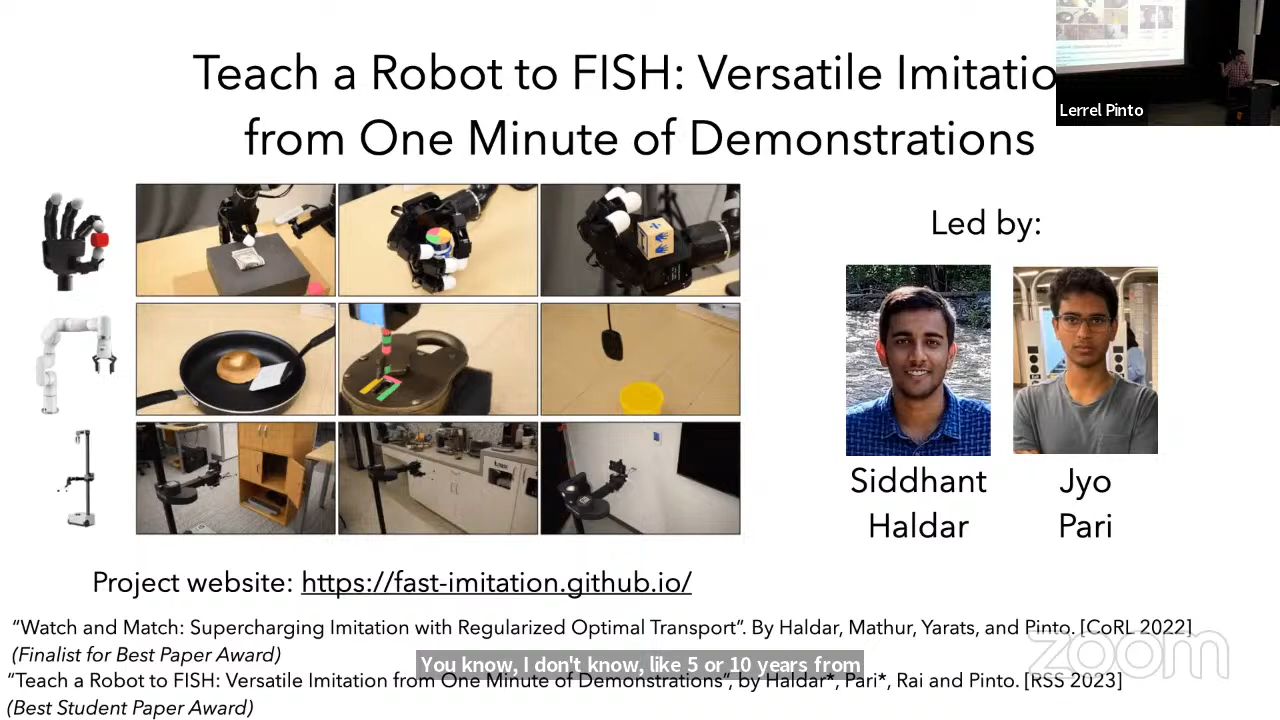 Teach a Robot to FISH: Versatile Imitatio
from One Minute of Demonstrations
Lerrel Pinto
Led by:
Siddhant
Haldar
Jyo
Pari
Project website: https://fast-imitation.github.io/
“Watch and Match: Supercharging Imitation with Regularized Optimal Transport”. By Haldar, Mathur, Yarats, and Pinto. [CoRL 2022]
(Finalist for Best Paper Award)
You know, I don't know, like 5 or 10 years from
“Teach a Robot to FISH: Versatile Imitation from One Minute of Demonstrations”, by Haldar*, Pari*, Rai and Pinto. [RSS 2023]
(Best Student Paper Award)
zoom